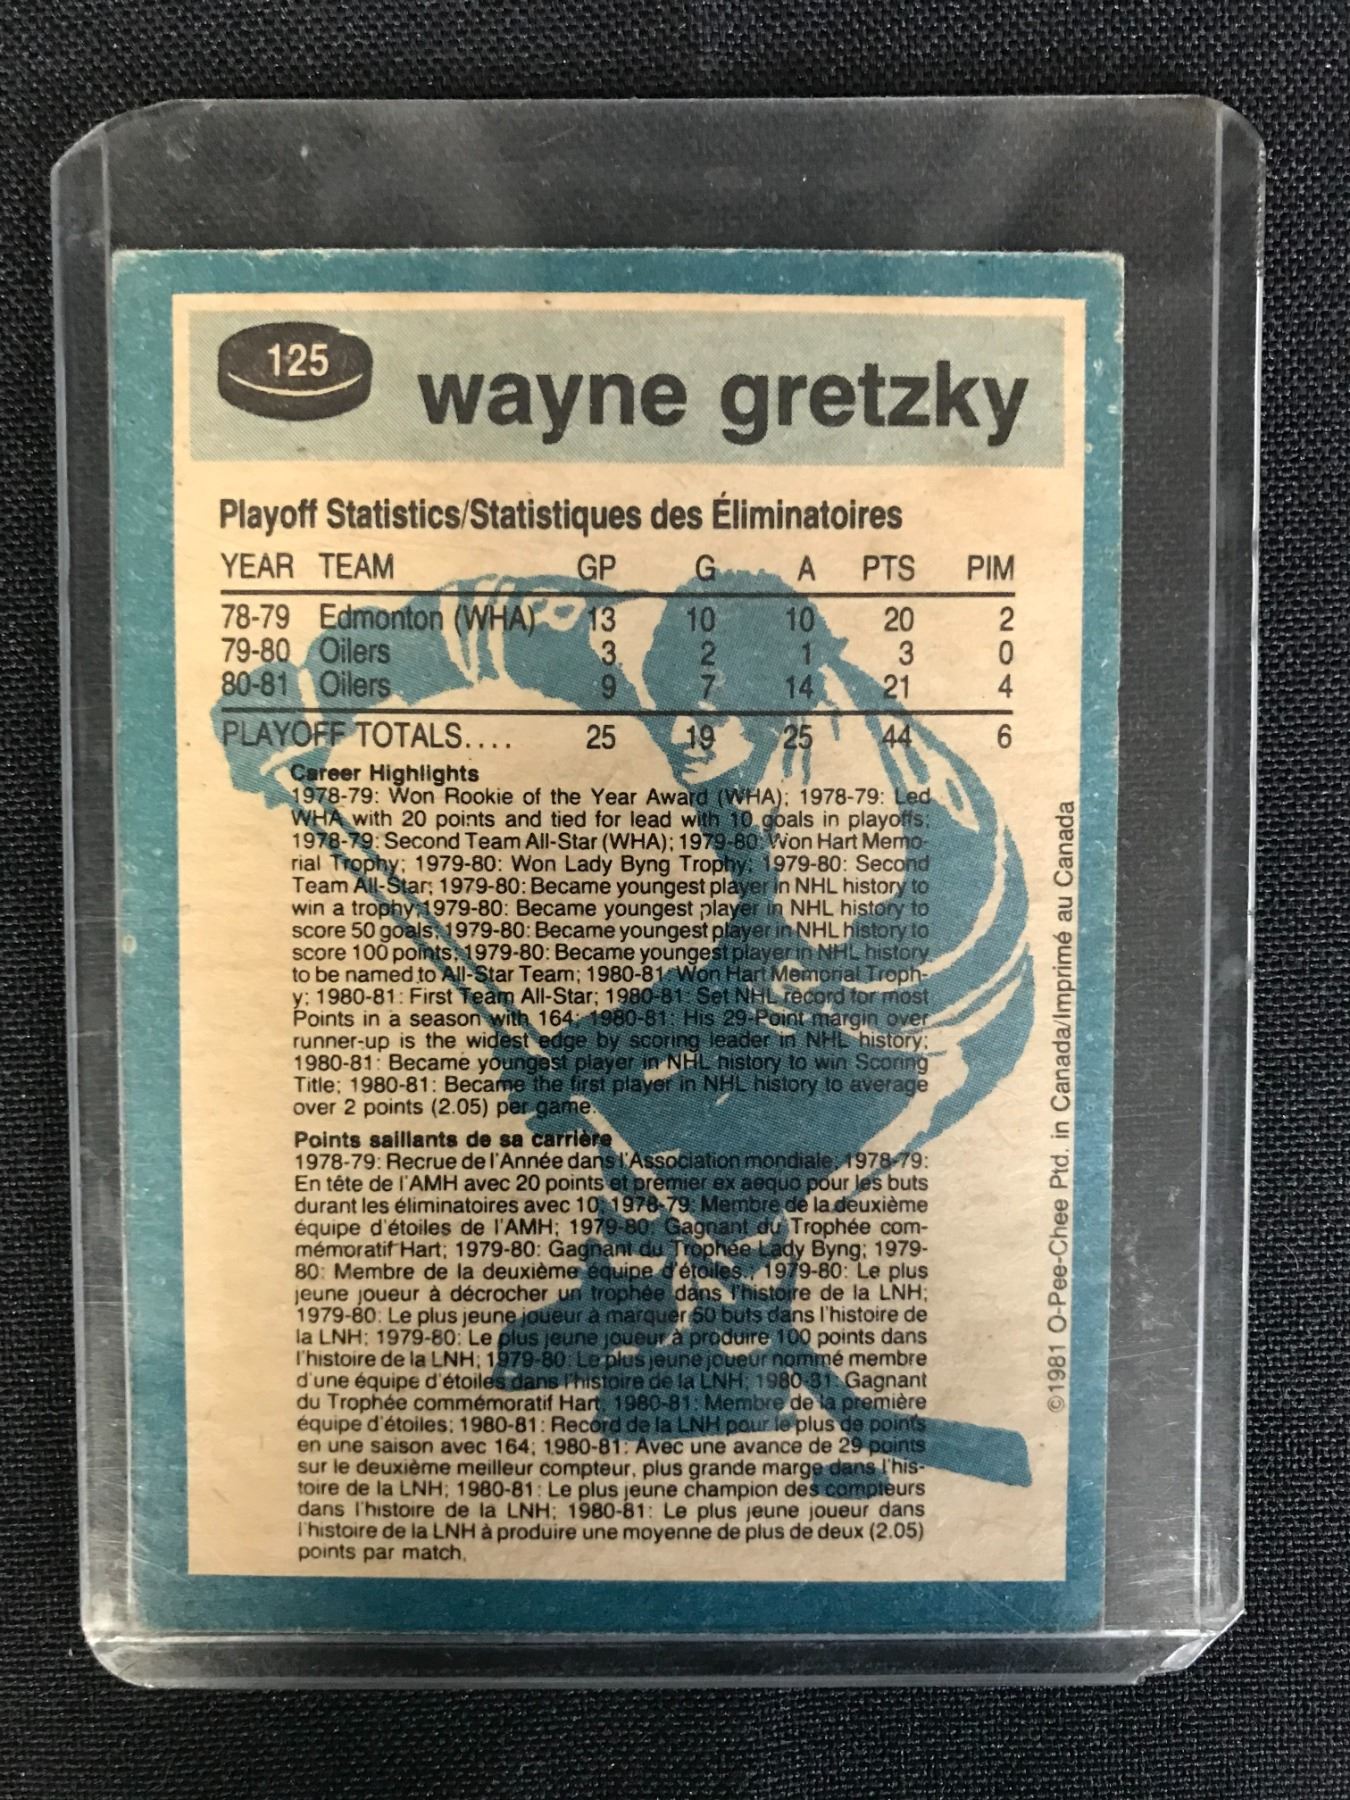 125
wayne gretzky
Playoff Statistics/Statistiques des Éliminatoires
YEAR TEAM GP G A PTS PIM
78-79 Edmonton (WHA) 13 10 10 20 2
79-80 Oilers 3 2 1 3 0
80-81 Oilers 9 7 14 21 4
PLAYOFF TOTALS.... 25 19 25 44 6
Career Highlights
1978-79: Won Rookie of the Year Award (WHA); 1978-79: Led
WHA with 20 points and tied for lead with 10 goals in playoffs;
1978-79: Second Team All-Star (WHA); 1979-80: Won Hart Memo-
rial Trophy; 1979-80: Won Lady Byng Trophy; 1979-80: Second
Team All-Star; 1979-80: Became youngest player in NHL history to
win a trophy; 1979-80: Became youngest player in NHL history to
score 50 goals; 1979-80: Became youngest player in NHL history to
score 100 points; 1979-80: Became youngest player in NHL history
to be named to All-Star Team; 1980-81: Won Hart Memorial Troph-
y; 1980-81: First Team All-Star; 1980-81: Set NHL record for most
Points in a season with 164; 1980-81: His 29-Point margin over
runner-up is the widest edge by scoring leader in NHL history;
1980-81: Became youngest player in NHL history to win Scoring
Title; 1980-81: Became the first player in NHL history to average
over 2 points (2.05) per game.
Points saillants de sa carrière
1978-79: Recrue de l'Année dans l'Association mondiale; 1978-79:
En tête de l'AMH avec 20 points et premier ex aequo pour les buts
durant les éliminatoires avec 10; 1978-79: Membre de la deuxième
équipe d'étoiles de l'AMH; 1979-80: Gagnant du Trophée com-
mémoratif Hart; 1979-80: Gagnant du Trophée Lady Byng; 1979-
80: Membre de la deuxième équipe d'étoiles.; 1979-80: Le plus
jeune joueur à décrocher un trophée dans l'histoire de la LNH;
1979-80: Le plus jeune joueur à marquer 50 buts dans l'histoire de
la LNH; 1979-80: Le plus jeune joueur à produire 100 points dans
l'histoire de la LNH; 1979-80: Le plus jeune joueur nommé membre
d'une équipe d'étoiles dans l'histoire de la LNH; 1980-81: Gagnant
du Trophée commémoratif Hart; 1980-81: Membre de la première
équipe d'étoiles; 1980-81: Record de la LNH pour le plus de points
en une saison avec 164; 1980-81: Avec une avance de 29 points
sur le deuxième meilleur compteur, plus grande marge dans l'his-
toire de la LNH; 1980-81: Le plus jeune champion des compteurs
dans l'histoire de la LNH; 1980-81: Le plus jeune joueur dans
l'histoire de la LNH à produire une moyenne de plus de deux (2.05)
points par match.
©1981 O-Pee-Chee Ptd. in Canada/Imprimé au Canada